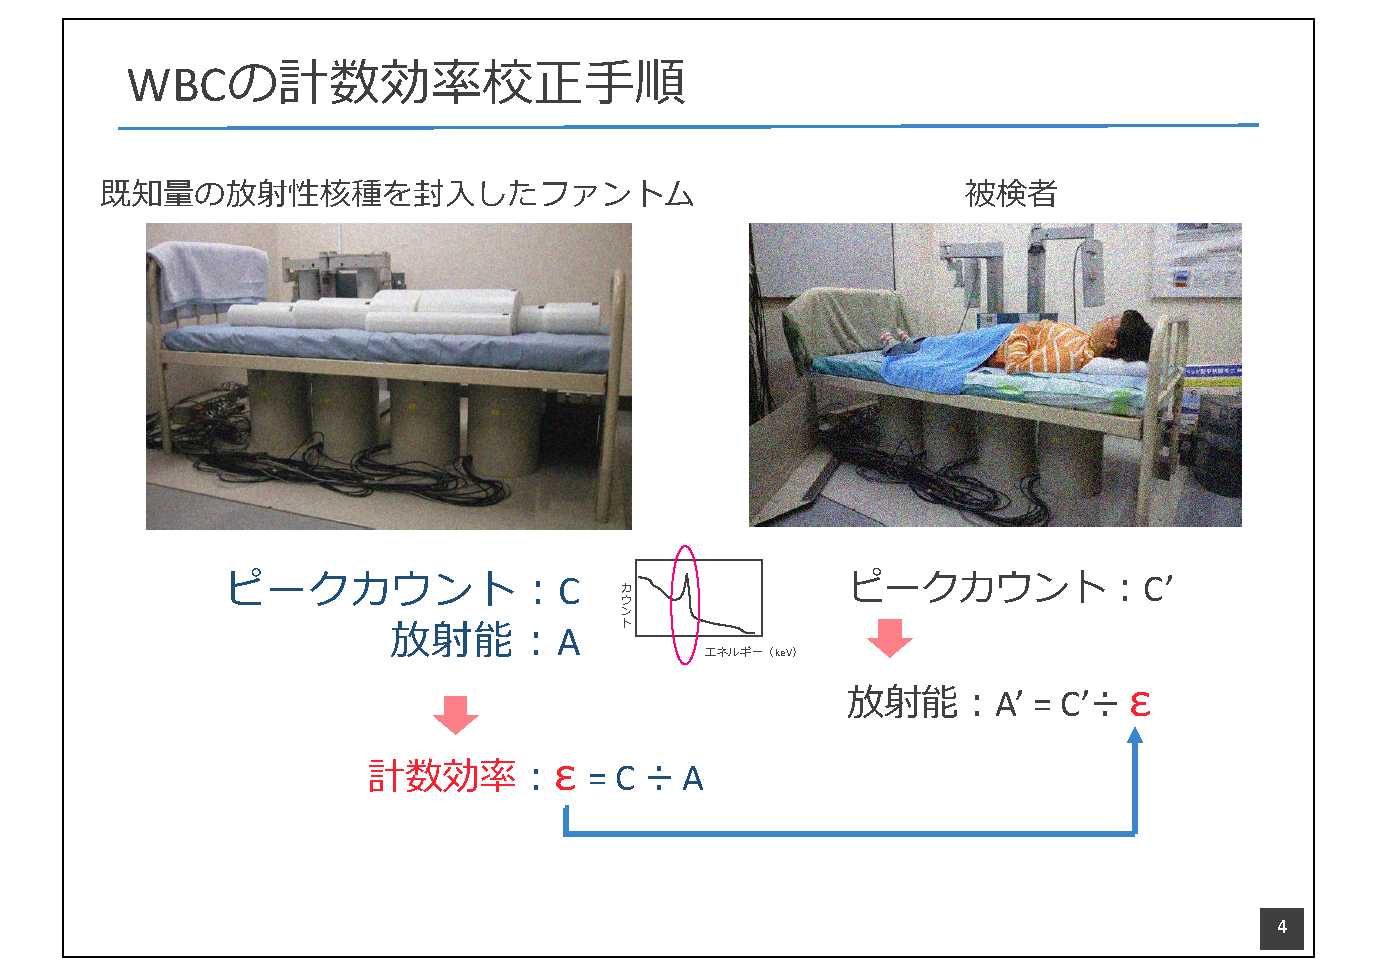 WBCの計数効率校正手順
既知量の放射性核種を封入したファントム
被検者
ピークカウント：C
放射能：A
カウント
エネルギー（keV）
計数効率：ε = C ÷ A
ピークカウント：C’
放射能：A’ = C’÷ ε
4